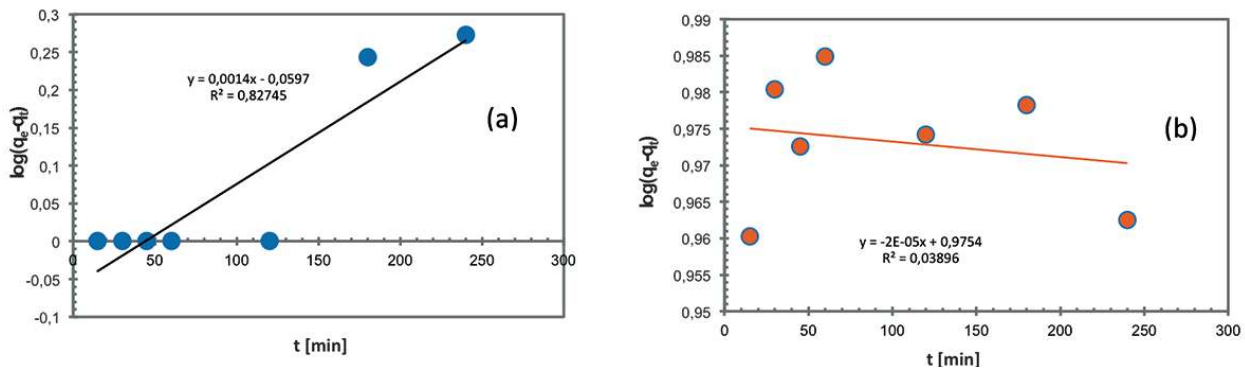 0,3
0,25
0,2
0,15
0,1
0,05
0
-0,05
-0,1
0 50 100 150 200 250 300
log(qe-qt)
t [min]
y = 0,0014x - 0,0597
R² = 0,82745
(a)
0,99
0,985
0,98
0,975
0,97
0,965
0,96
0,955
0,95
0 50 100 150 200 250 300
log(qe-qt)
t [min]
y = -2E-05x + 0,9754
R² = 0,03896
(b)